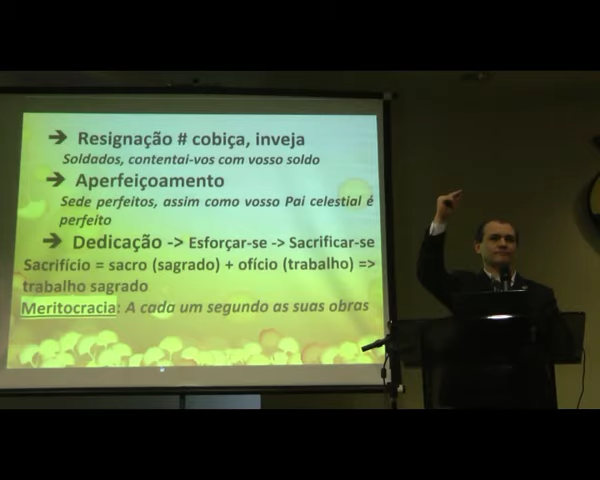 ➔ Resignação # cobiça, inveja
Soldados, contentai-vos com vosso soldo
➔ Aperfeiçoamento
Sede perfeitos, assim como vosso Pai celestial é
perfeito
➔ Dedicação -> Esforçar-se -> Sacrificar-se
Sacrifício = sacro (sagrado) + ofício (trabalho) =>
trabalho sagrado
Meritocracia: A cada um segundo as suas obras